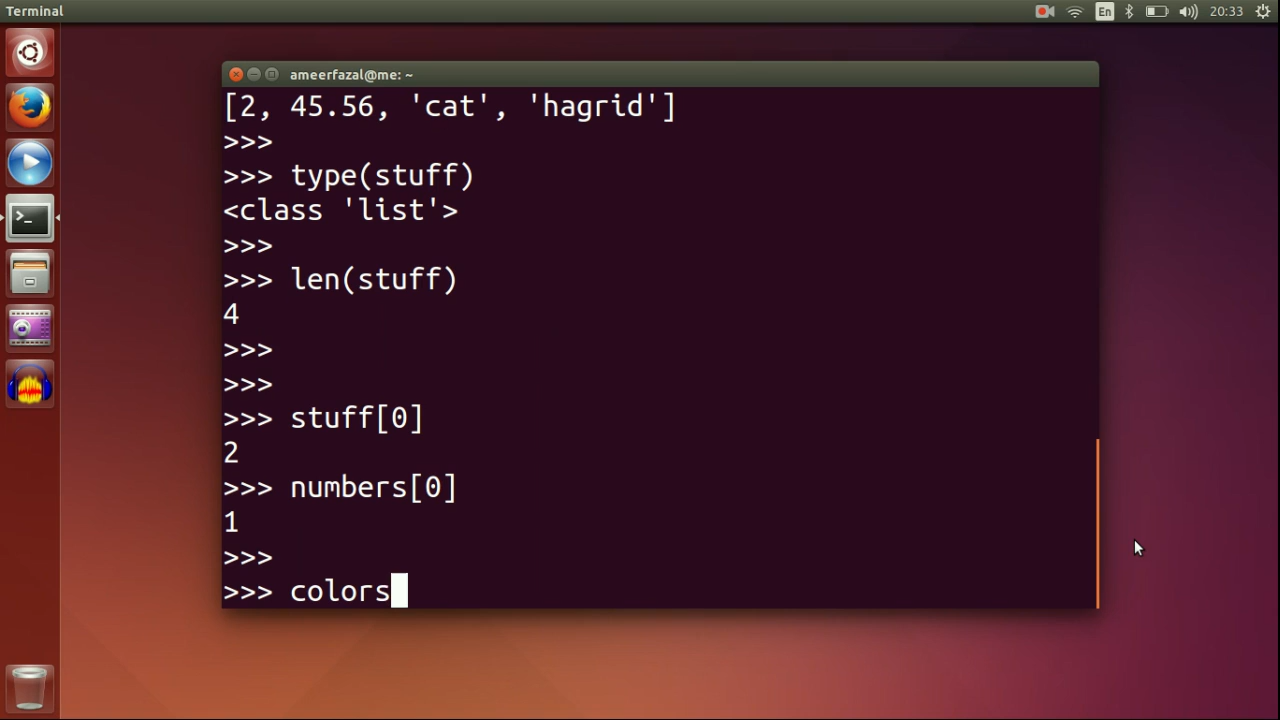 Terminal
En
20:33
ameerfazal@me: ~
[2, 45.56, 'cat', 'hagrid']
>>>
>>> type(stuff)
<class 'list'>
>>>
>>> len(stuff)
4
>>>
>>>
>>> stuff[0]
2
>>> numbers[0]
1
>>>
>>> colors